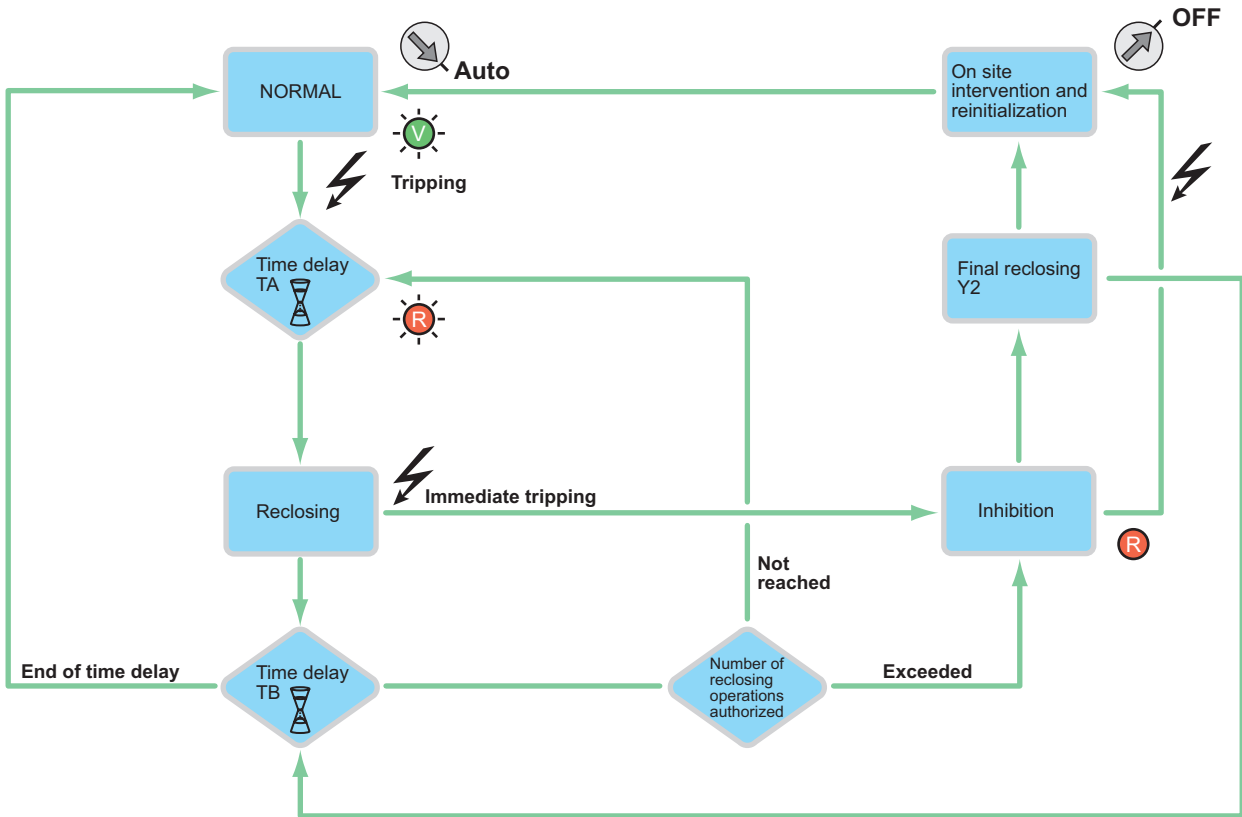 OFF
Auto
NORMAL
On site
intervention and
reinitialization
V
Tripping
Time delay
TA
Final reclosing
Y2
R
Reclosing
Immediate tripping
Inhibition
R
Not
reached
End of time delay
Time delay
TB
Number of
reclosing
operations
authorized
Exceeded